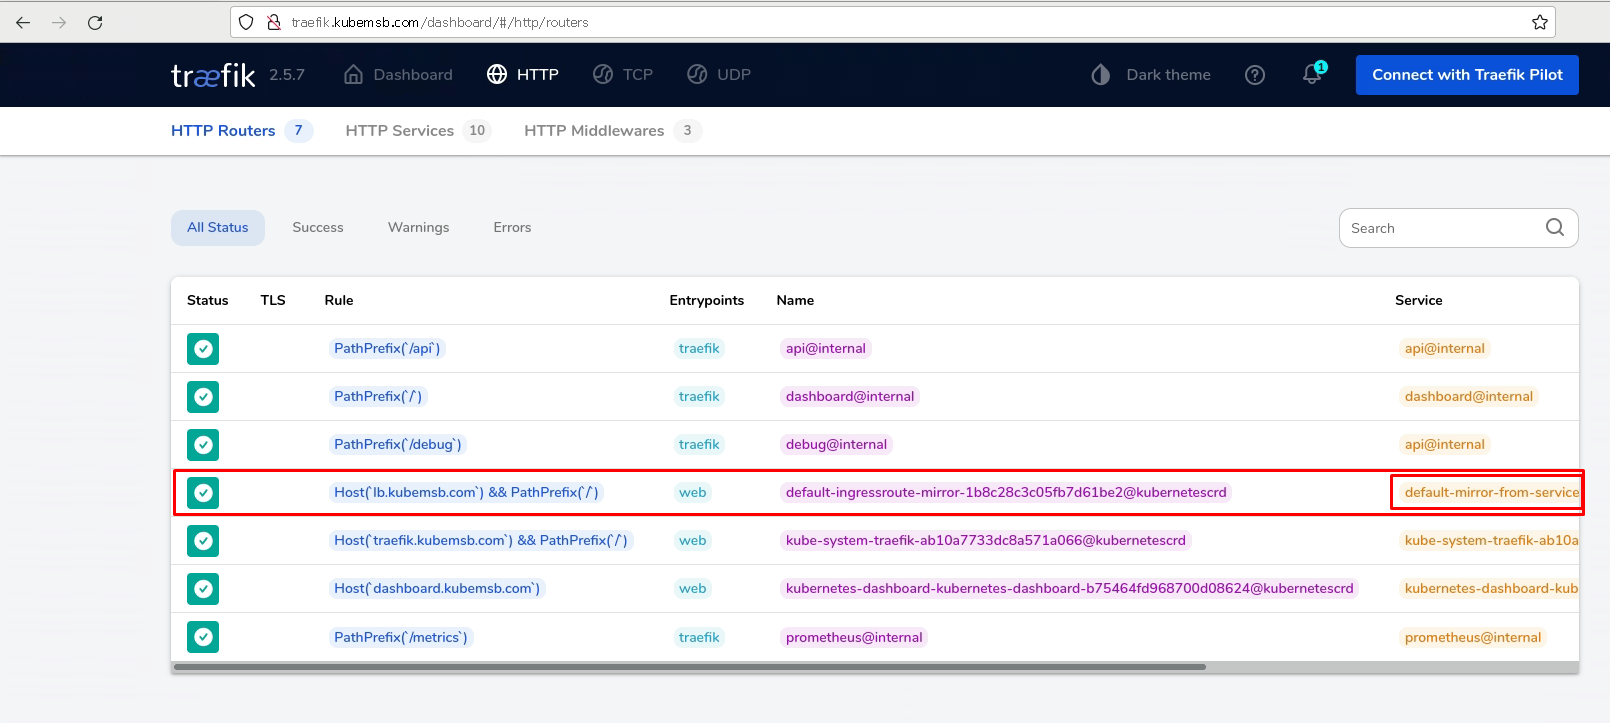 traefik.kubemsb.com/dashboard/#/http/routers
træfik 2.5.7 Dashboard HTTP TCP UDP Dark theme 1 Connect with Traefik Pilot
HTTP Routers 7 HTTP Services 10 HTTP Middlewares 3
All Status Success Warnings Errors Search
Status TLS Rule Entrypoints Name Service
PathPrefix(`/api`) traefik api@internal api@internal
PathPrefix(`/`) traefik dashboard@internal dashboard@internal
PathPrefix(`/debug`) traefik debug@internal api@internal
Host(`lb.kubemsb.com`) && PathPrefix(`/`) web default-ingressroute-mirror-1b8c28c3c05fb7d61be2@kubernetescrd default-mirror-from-service
Host(`traefik.kubemsb.com`) && PathPrefix(`/`) web kube-system-traefik-ab10a7733dc8a571a066@kubernetescrd kube-system-traefik-ab10a
Host(`dashboard.kubemsb.com`) web kubernetes-dashboard-kubernetes-dashboard-b75464fd968700d08624@kubernetescrd kubernetes-dashboard-kub
PathPrefix(`/metrics`) traefik prometheus@internal prometheus@internal